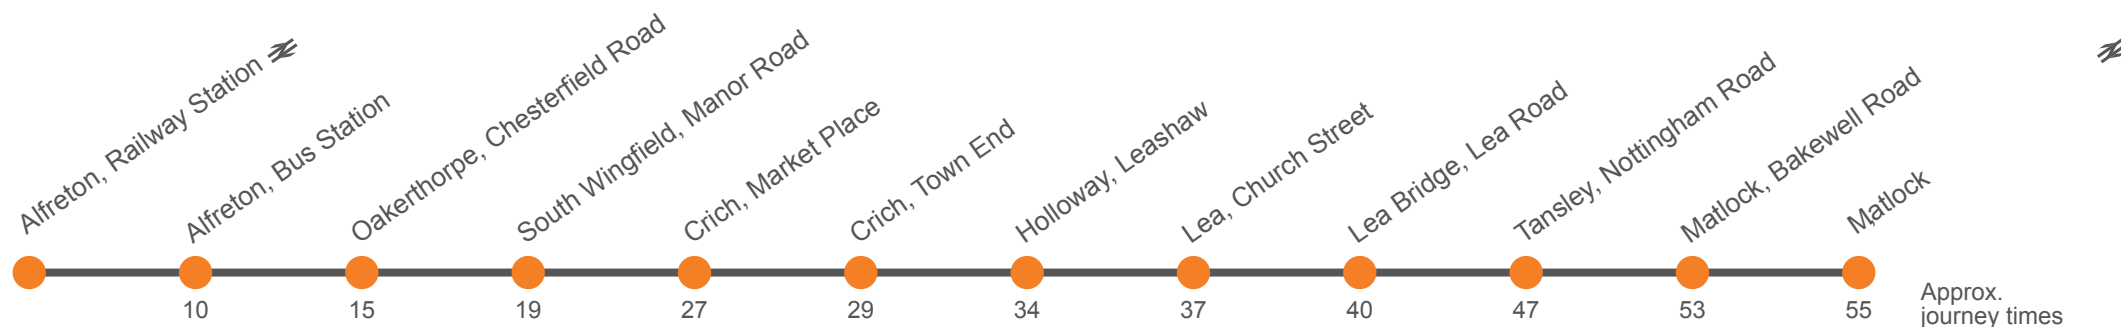 Alfreton, Railway Station
Alfreton, Bus Station
Oakerthorpe, Chesterfield Road
South Wingfield, Manor Road
Crich, Market Place
Crich, Town End
Holloway, Leashaw
Lea, Church Street
Lea Bridge, Lea Road
Tansley, Nottingham Road
Matlock, Bakewell Road
Matlock
10 15 19 27 29 34 37 40 47 53 55
Approx.
journey times